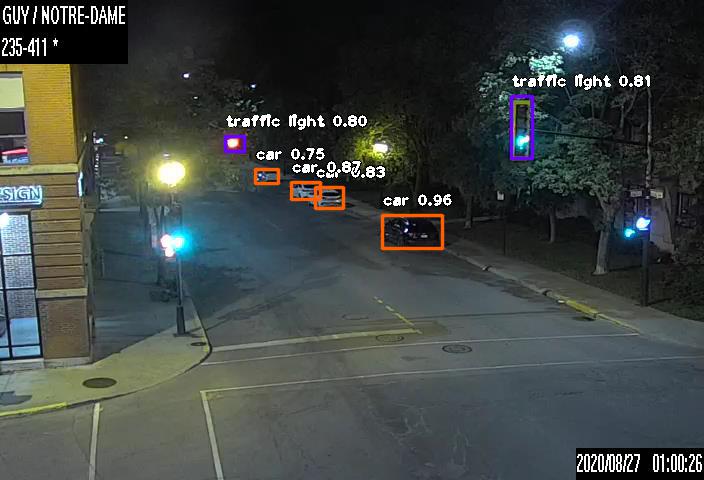 GUY / NOTRE-DAME
235-411 *
traffic light 0.81
traffic light 0.80
car 0.75
car 0.87
car 0.83
car 0.96
SIGN
2020/08/27 01:00:26